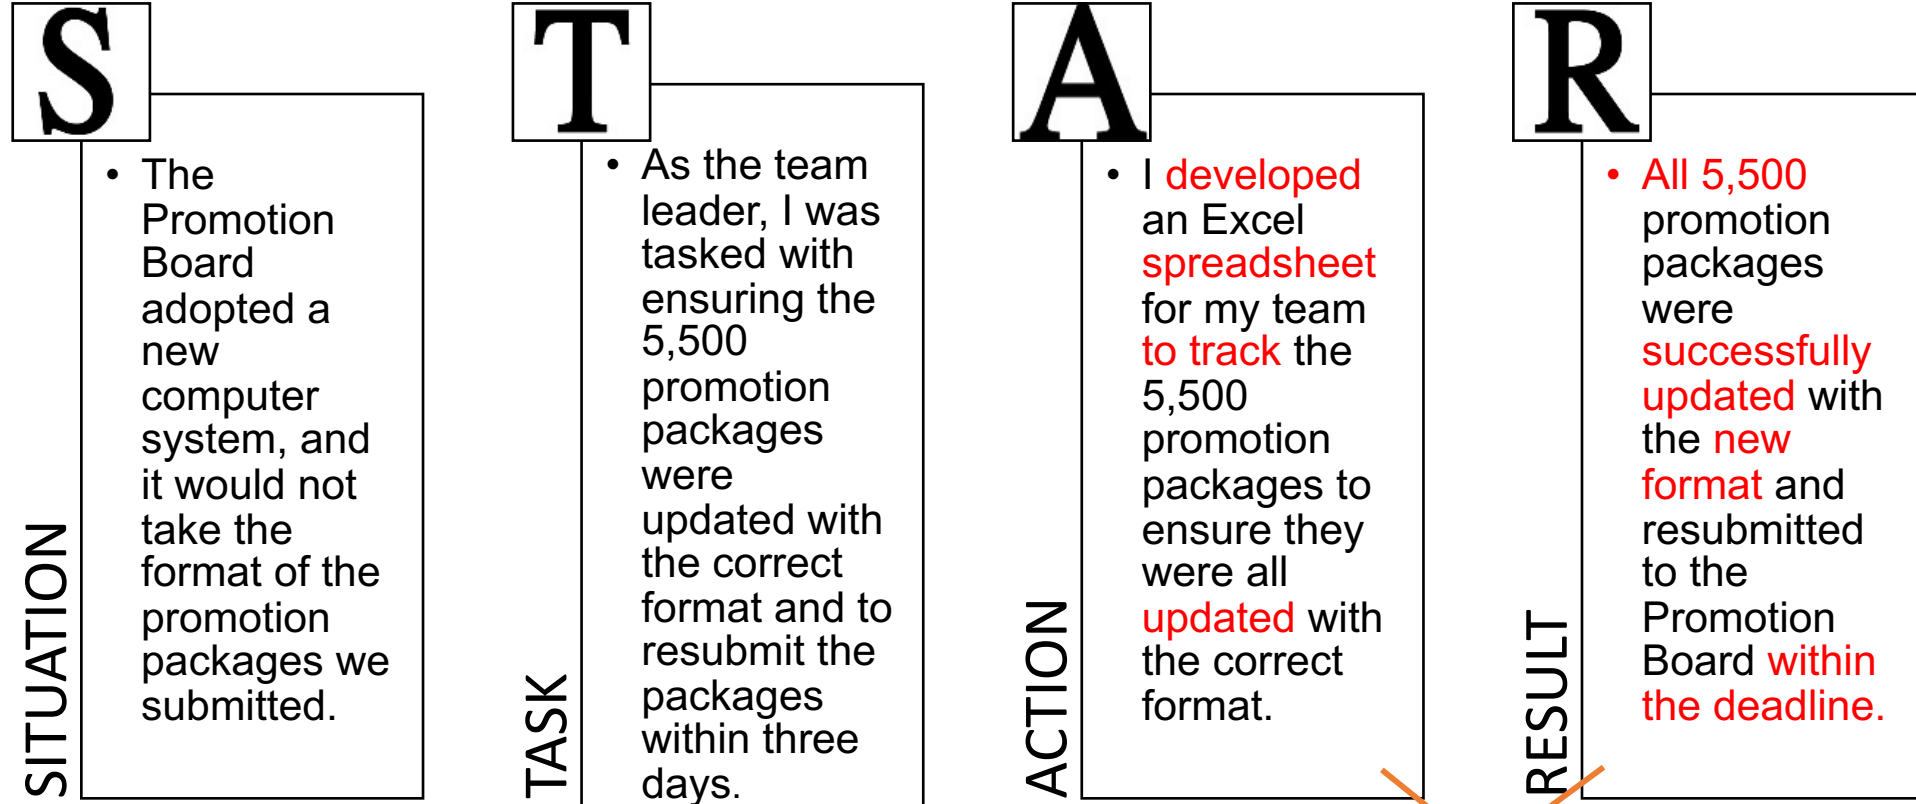 S
SITUATION
• The
Promotion
Board
adopted a
new
computer
system, and
it would not
take the
format of the
promotion
packages we
submitted.
T
TASK
• As the team
leader, I was
tasked with
ensuring the
5,500
promotion
packages
were
updated with
the correct
format and to
resubmit the
packages
within three
days.
A
ACTION
• I developed
an Excel
spreadsheet
for my team
to track the
5,500
promotion
packages to
ensure they
were all
updated with
the correct
format.
R
RESULT
• All 5,500
promotion
packages
were
successfully
updated with
the new
format and
resubmitted
to the
Promotion
Board within
the deadline.